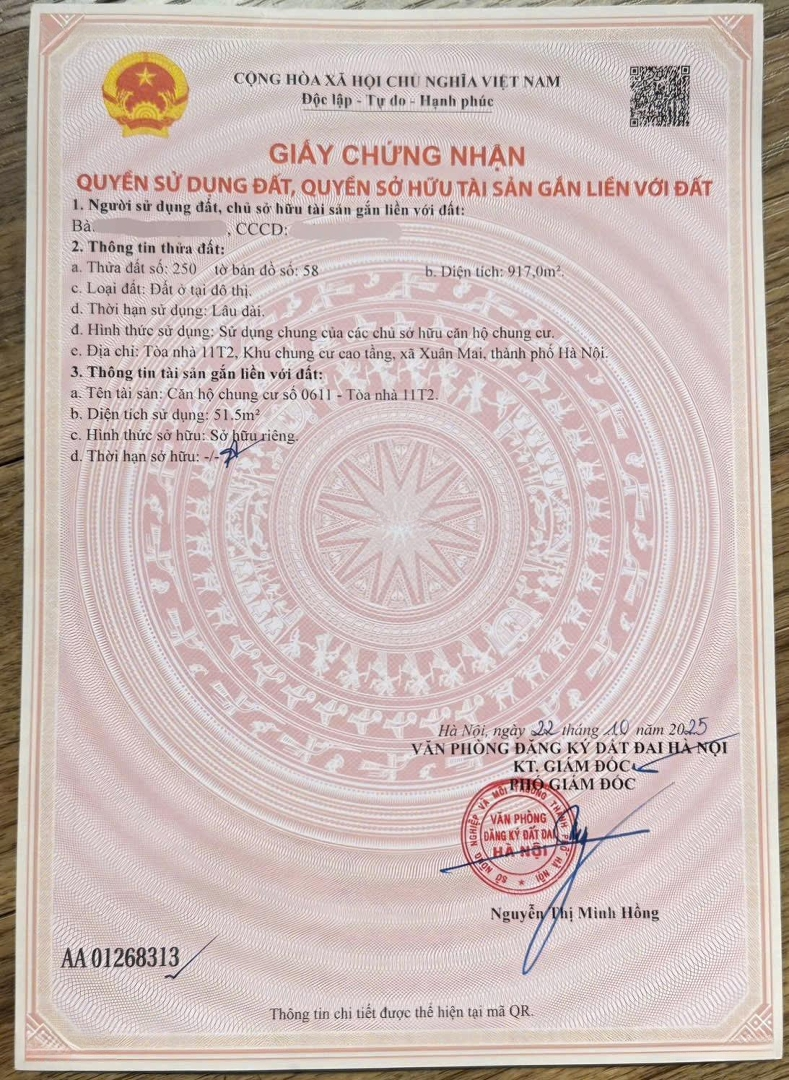 CỘNG HÒA XÃ HỘI CHỦ NGHĨA VIỆT NAM
Độc lập - Tự do - Hạnh phúc
GIẤY CHỨNG NHẬN
QUYỀN SỬ DỤNG ĐẤT, QUYỀN SỞ HỮU TÀI SẢN GẮN LIỀN VỚI ĐẤT
1. Người sử dụng đất, chủ sở hữu tài sản gắn liền với đất:
Bà , CCCD:
2. Thông tin thửa đất:
a. Thửa đất số: 250 tờ bản đồ số: 58 b. Diện tích: 917,0m².
c. Loại đất: Đất ở tại đô thị.
d. Thời hạn sử dụng: Lâu dài.
đ. Hình thức sử dụng: Sử dụng chung của các chủ sở hữu căn hộ chung cư.
e. Địa chỉ: Tòa nhà 11T2, Khu chung cư cao tầng, xã Xuân Mai, thành phố Hà Nội.
3. Thông tin tài sản gắn liền với đất:
a. Tên tài sản: Căn hộ chung cư số 0611 - Tòa nhà 11T2.
b. Diện tích sử dụng: 51.5m²
c. Hình thức sở hữu: Sở hữu riêng.
d. Thời hạn sở hữu: -/-
Hà Nội, ngày 22 tháng 10 năm 2025
VĂN PHÒNG ĐĂNG KÝ ĐẤT ĐAI HÀ NỘI
KT. GIÁM ĐỐC
PHÓ GIÁM ĐỐC
SỞ NÔNG NGHIỆP VÀ MÔI TRƯỜNG THÀNH PHỐ HÀ NỘI
VĂN PHÒNG
ĐĂNG KÝ ĐẤT ĐAI
HÀ NỘI
Nguyễn Thị Minh Hồng
AA 01268313
Thông tin chi tiết được thể hiện tại mã QR.